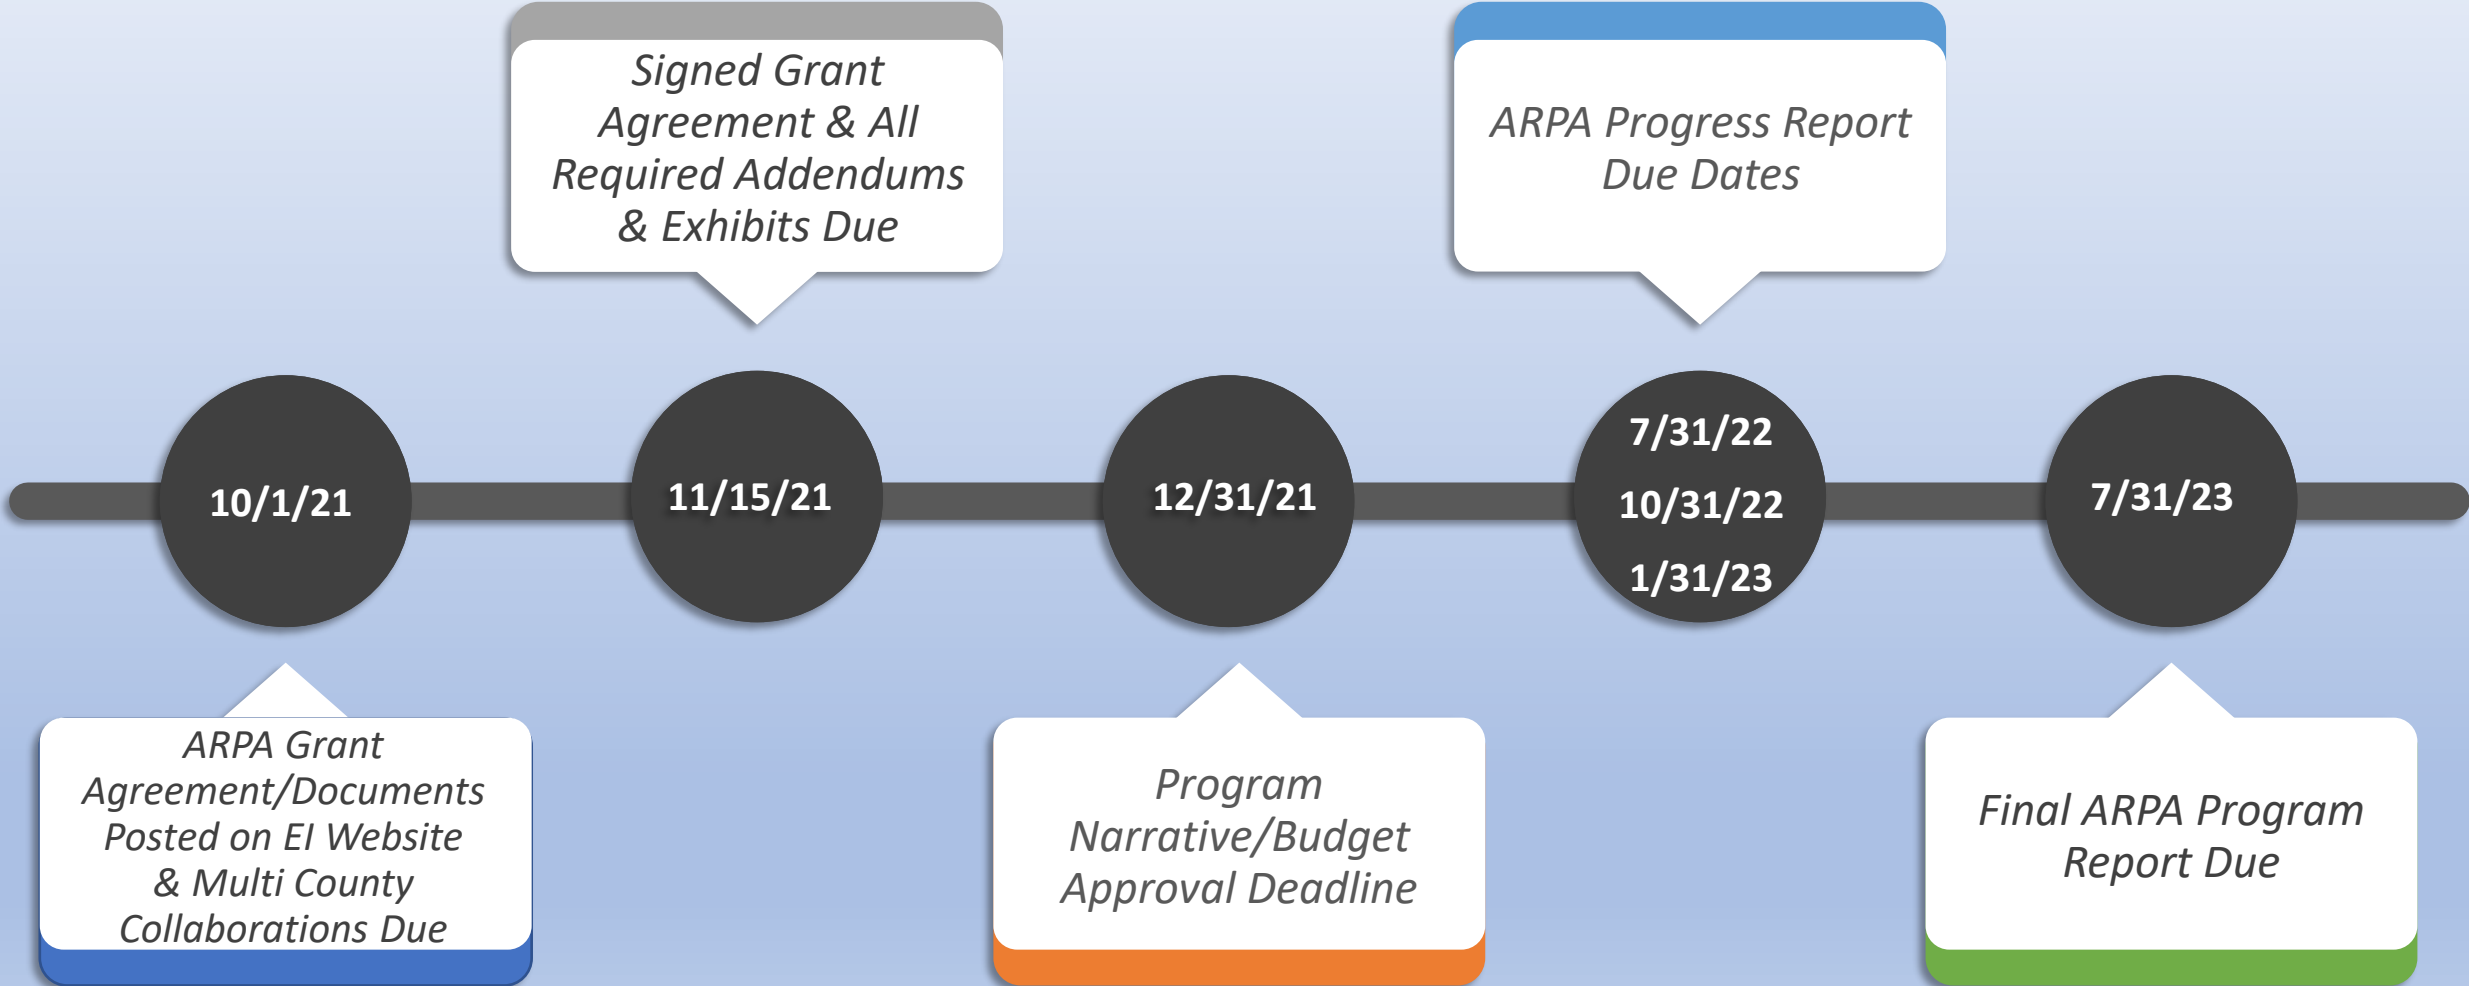 Signed Grant
Agreement & All
Required Addendums
& Exhibits Due
ARPA Progress Report
Due Dates
10/1/21
11/15/21
12/31/21
7/31/22
10/31/22
1/31/23
7/31/23
ARPA Grant
Agreement/Documents
Posted on EI Website
& Multi County
Collaborations Due
Program
Narrative/Budget
Approval Deadline
Final ARPA Program
Report Due